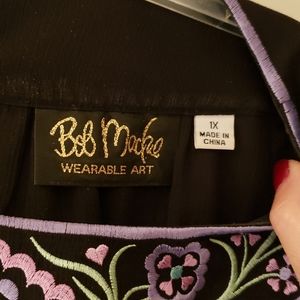 Bob Mackie
WEARABLE ART
1X
MADE IN
CHINA